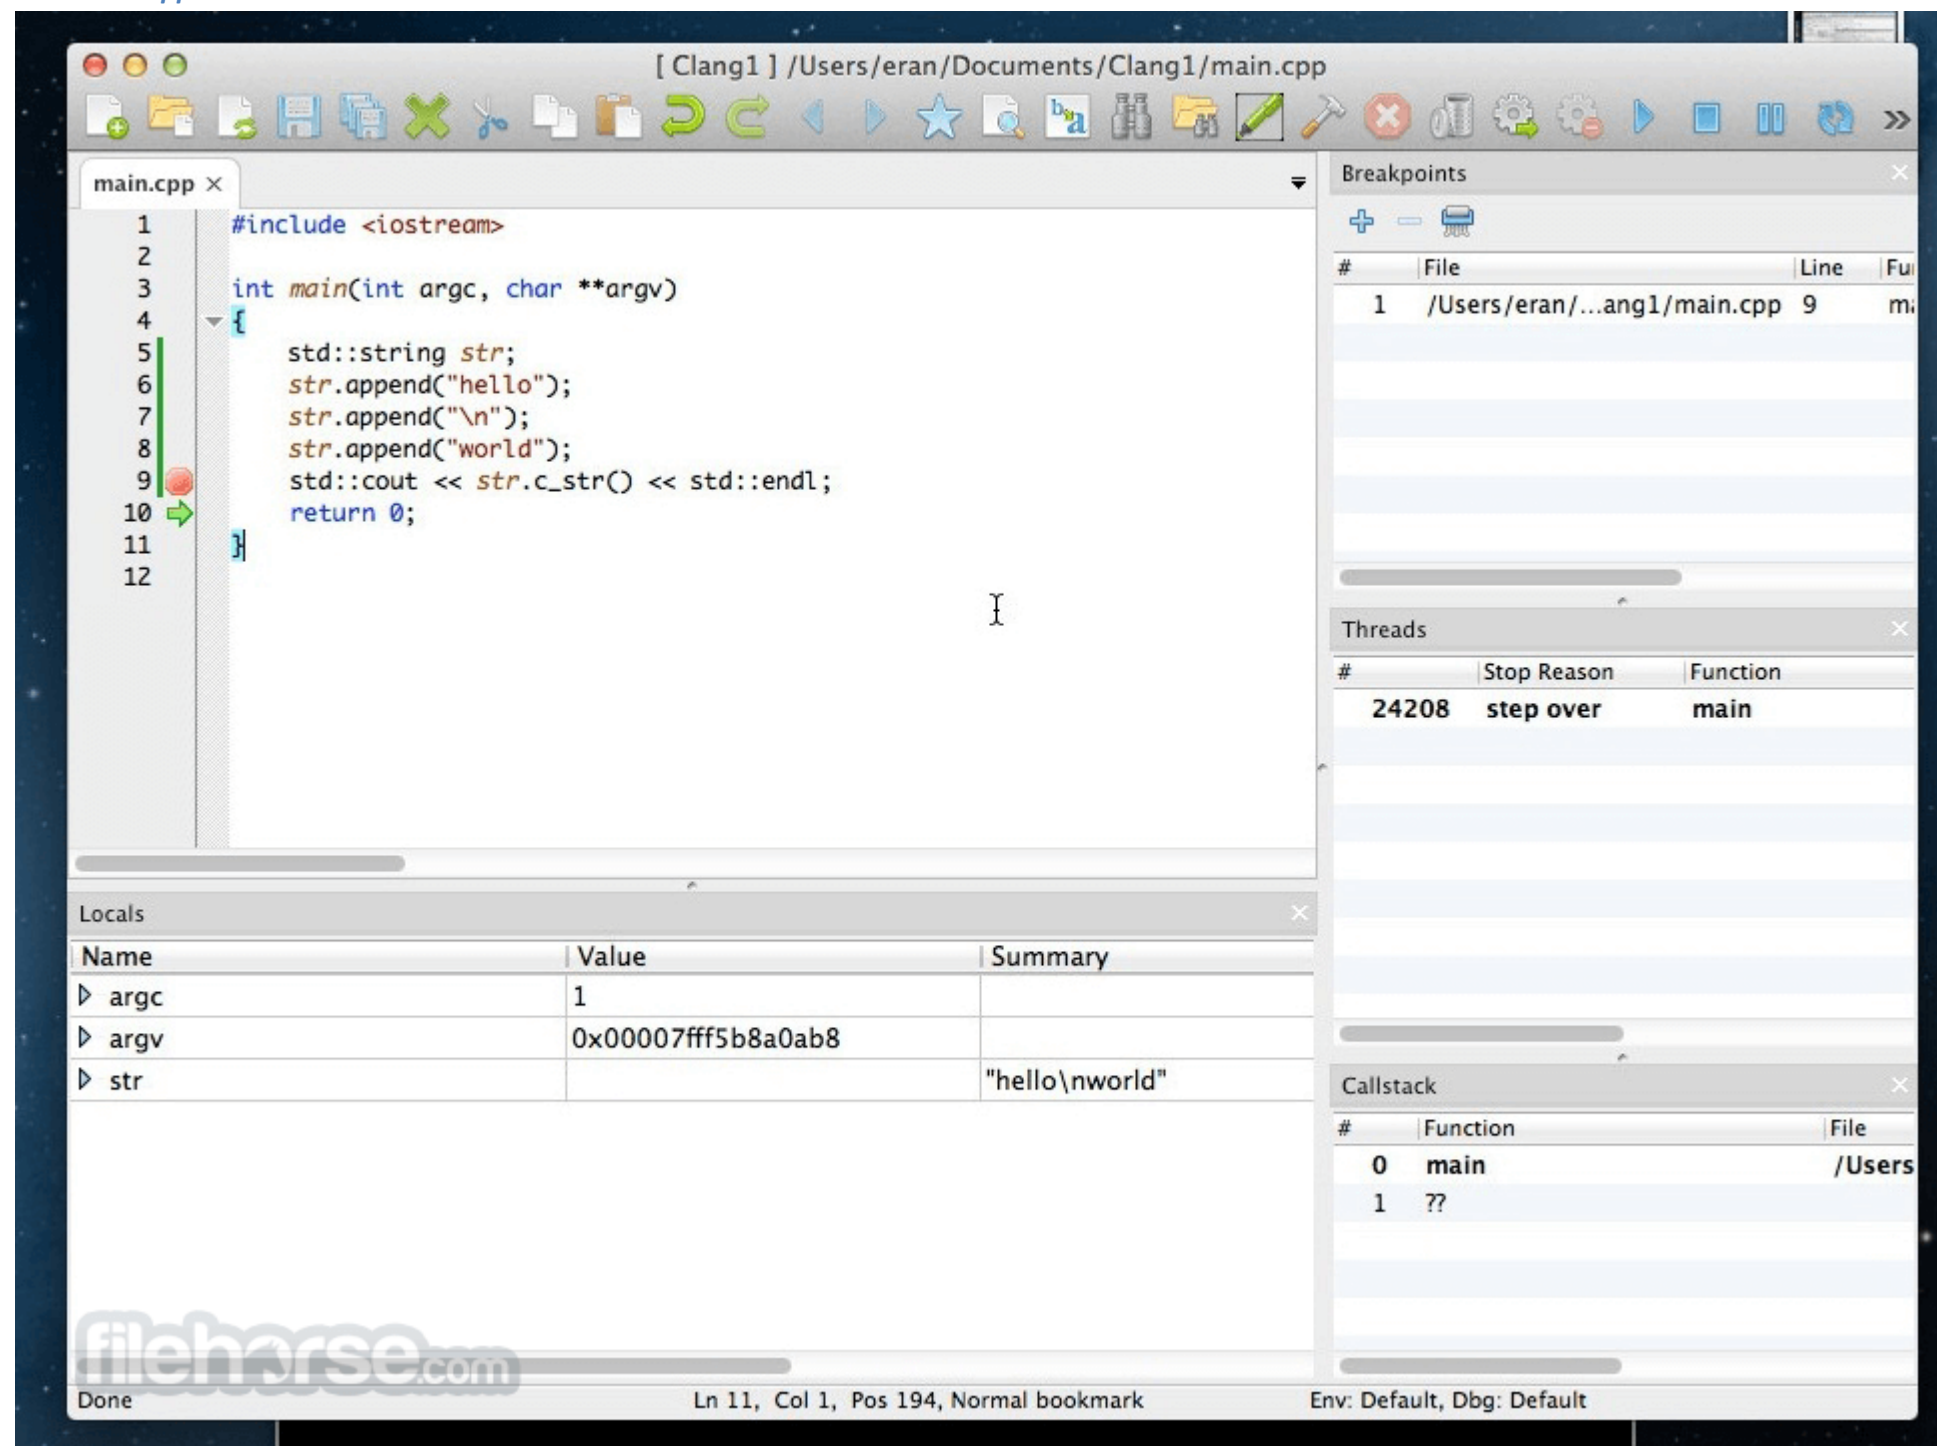 [ Clang1 ] /Users/eran/Documents/Clang1/main.cpp
main.cpp
1 #include <iostream>
2
3 int main(int argc, char **argv)
4 {
5 std::string str;
6 str.append("hello");
7 str.append("\n");
8 str.append("world");
9 std::cout << str.c_str() << std::endl;
10 return 0;
11 }
12
Breakpoints
# File Line Fu
1 /Users/eran/...ang1/main.cpp 9 ma
Threads
# Stop Reason Function
24208 step over main
Locals
Name Value Summary
argc 1
argv 0x00007fff5b8a0ab8
str "hello\nworld"
Callstack
# Function File
0 main /Users
1 ??
filehorse.com
Done Ln 11, Col 1, Pos 194, Normal bookmark Env: Default, Dbg: Default